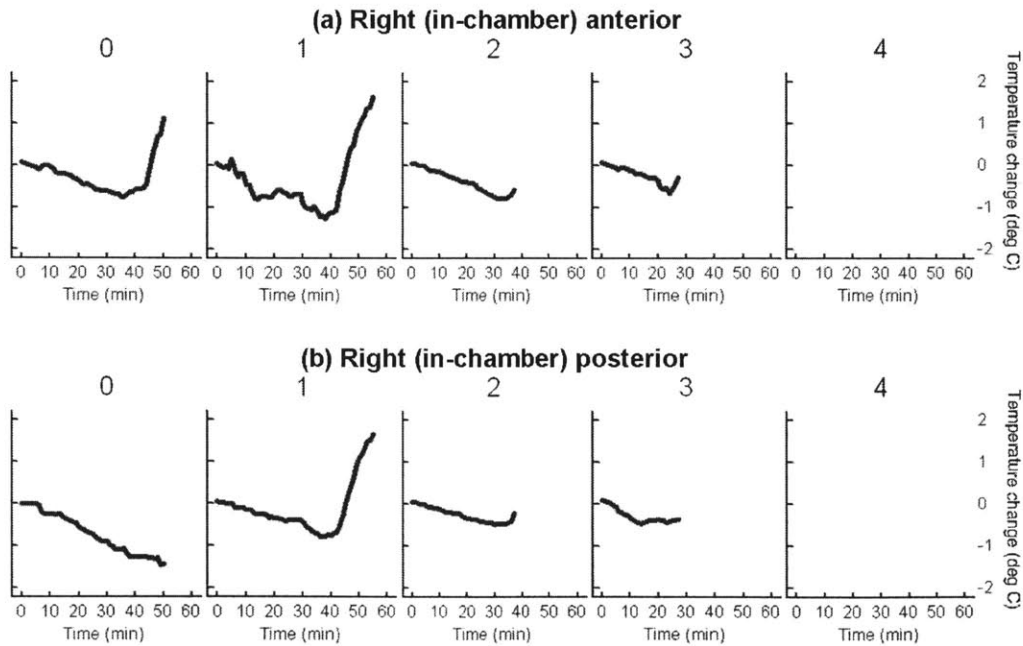 (a) Right (in-chamber) anterior
0 1 2 3 4
2
1
0
-1
-2
Temperature change (deg C)
0 10 20 30 40 50 60 0 10 20 30 40 50 60 0 10 20 30 40 50 60 0 10 20 30 40 50 60 0 10 20 30 40 50 60
Time (min) Time (min) Time (min) Time (min) Time (min)
(b) Right (in-chamber) posterior
0 1 2 3 4
2
1
0
-1
-2
Temperature change (deg C)
0 10 20 30 40 50 60 0 10 20 30 40 50 60 0 10 20 30 40 50 60 0 10 20 30 40 50 60 0 10 20 30 40 50 60
Time (min) Time (min) Time (min) Time (min) Time (min)